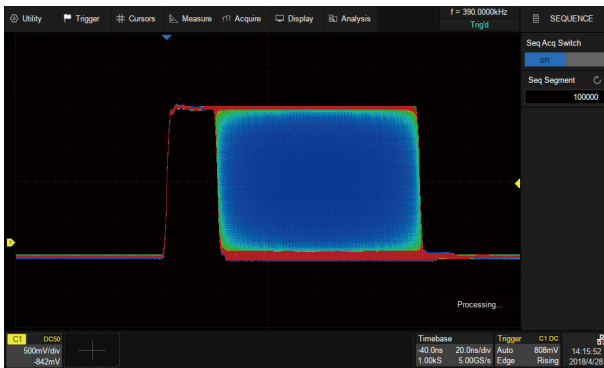 Utility Trigger Cursors Measure Acquire Display Analysis
f = 390.0000kHz
Trig'd
SEQUENCE
Seq Acq Switch
on
Seq Segment
100000
Processing...
C1 DC50
500mV/div
-842mV
Timebase
-40.0ns 20.0ns/div
1.00kS 5.00GS/s
Trigger C1 DC
Auto 808mV
Edge Rising
14:15:52
2018/4/28